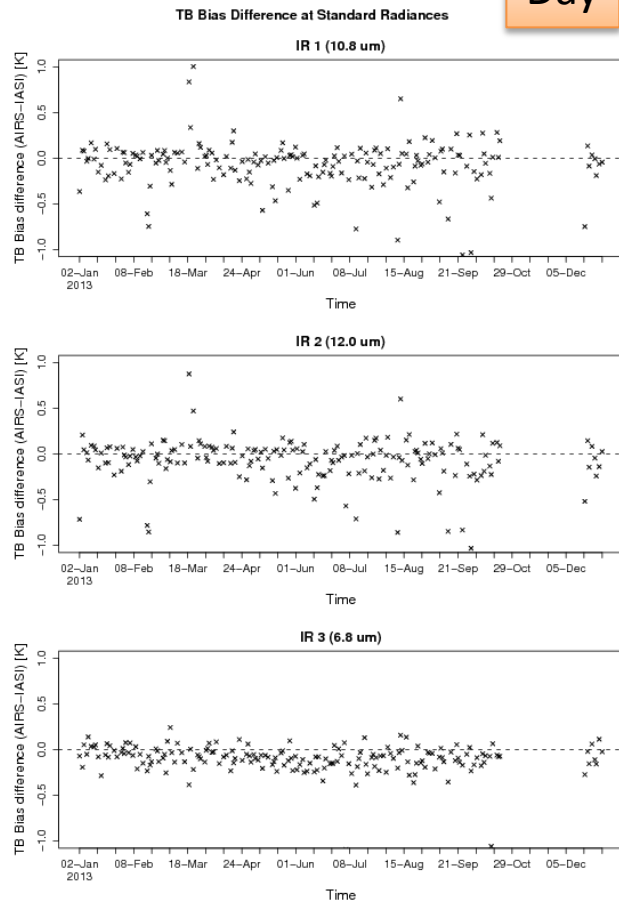 Day
TB Bias Difference at Standard Radiances
IR 1 (10.8 um)
TB Bias difference (AIRS−IASI) [K]
1.0
0.5
0.0
−0.5
−1.0
02−Jan 08−Feb 18−Mar 24−Apr 01−Jun 08−Jul 15−Aug 21−Sep 29−Oct 05−Dec
2013
Time
IR 2 (12.0 um)
TB Bias difference (AIRS−IASI) [K]
1.0
0.5
0.0
−0.5
−1.0
02−Jan 08−Feb 18−Mar 24−Apr 01−Jun 08−Jul 15−Aug 21−Sep 29−Oct 05−Dec
2013
Time
IR 3 (6.8 um)
TB Bias difference (AIRS−IASI) [K]
1.0
0.5
0.0
−0.5
−1.0
02−Jan 08−Feb 18−Mar 24−Apr 01−Jun 08−Jul 15−Aug 21−Sep 29−Oct 05−Dec
2013
Time